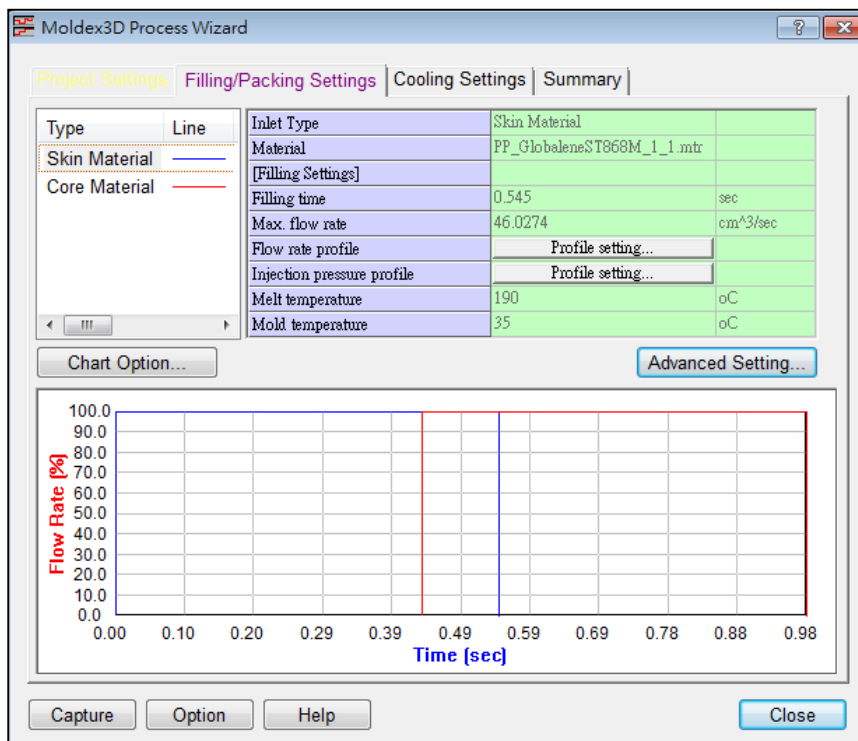 Moldex3D Process Wizard
Project Settings Filling/Packing Settings Cooling Settings Summary
Type Line
Skin Material
Core Material
Inlet Type Skin Material
Material PP_GlobaleneST868M_1_1.mtr
[Filling Settings]
Filling time 0.545 sec
Max. flow rate 46.0274 cm^3/sec
Flow rate profile Profile setting...
Injection pressure profile Profile setting...
Melt temperature 190 oC
Mold temperature 35 oC
Chart Option... Advanced Setting...
Flow Rate (%)
100.0
90.0
80.0
70.0
60.0
50.0
40.0
30.0
20.0
10.0
0.0
0.00 0.10 0.20 0.29 0.39 0.49 0.59 0.69 0.78 0.88 0.98
Time (sec)
Capture Option Help Close